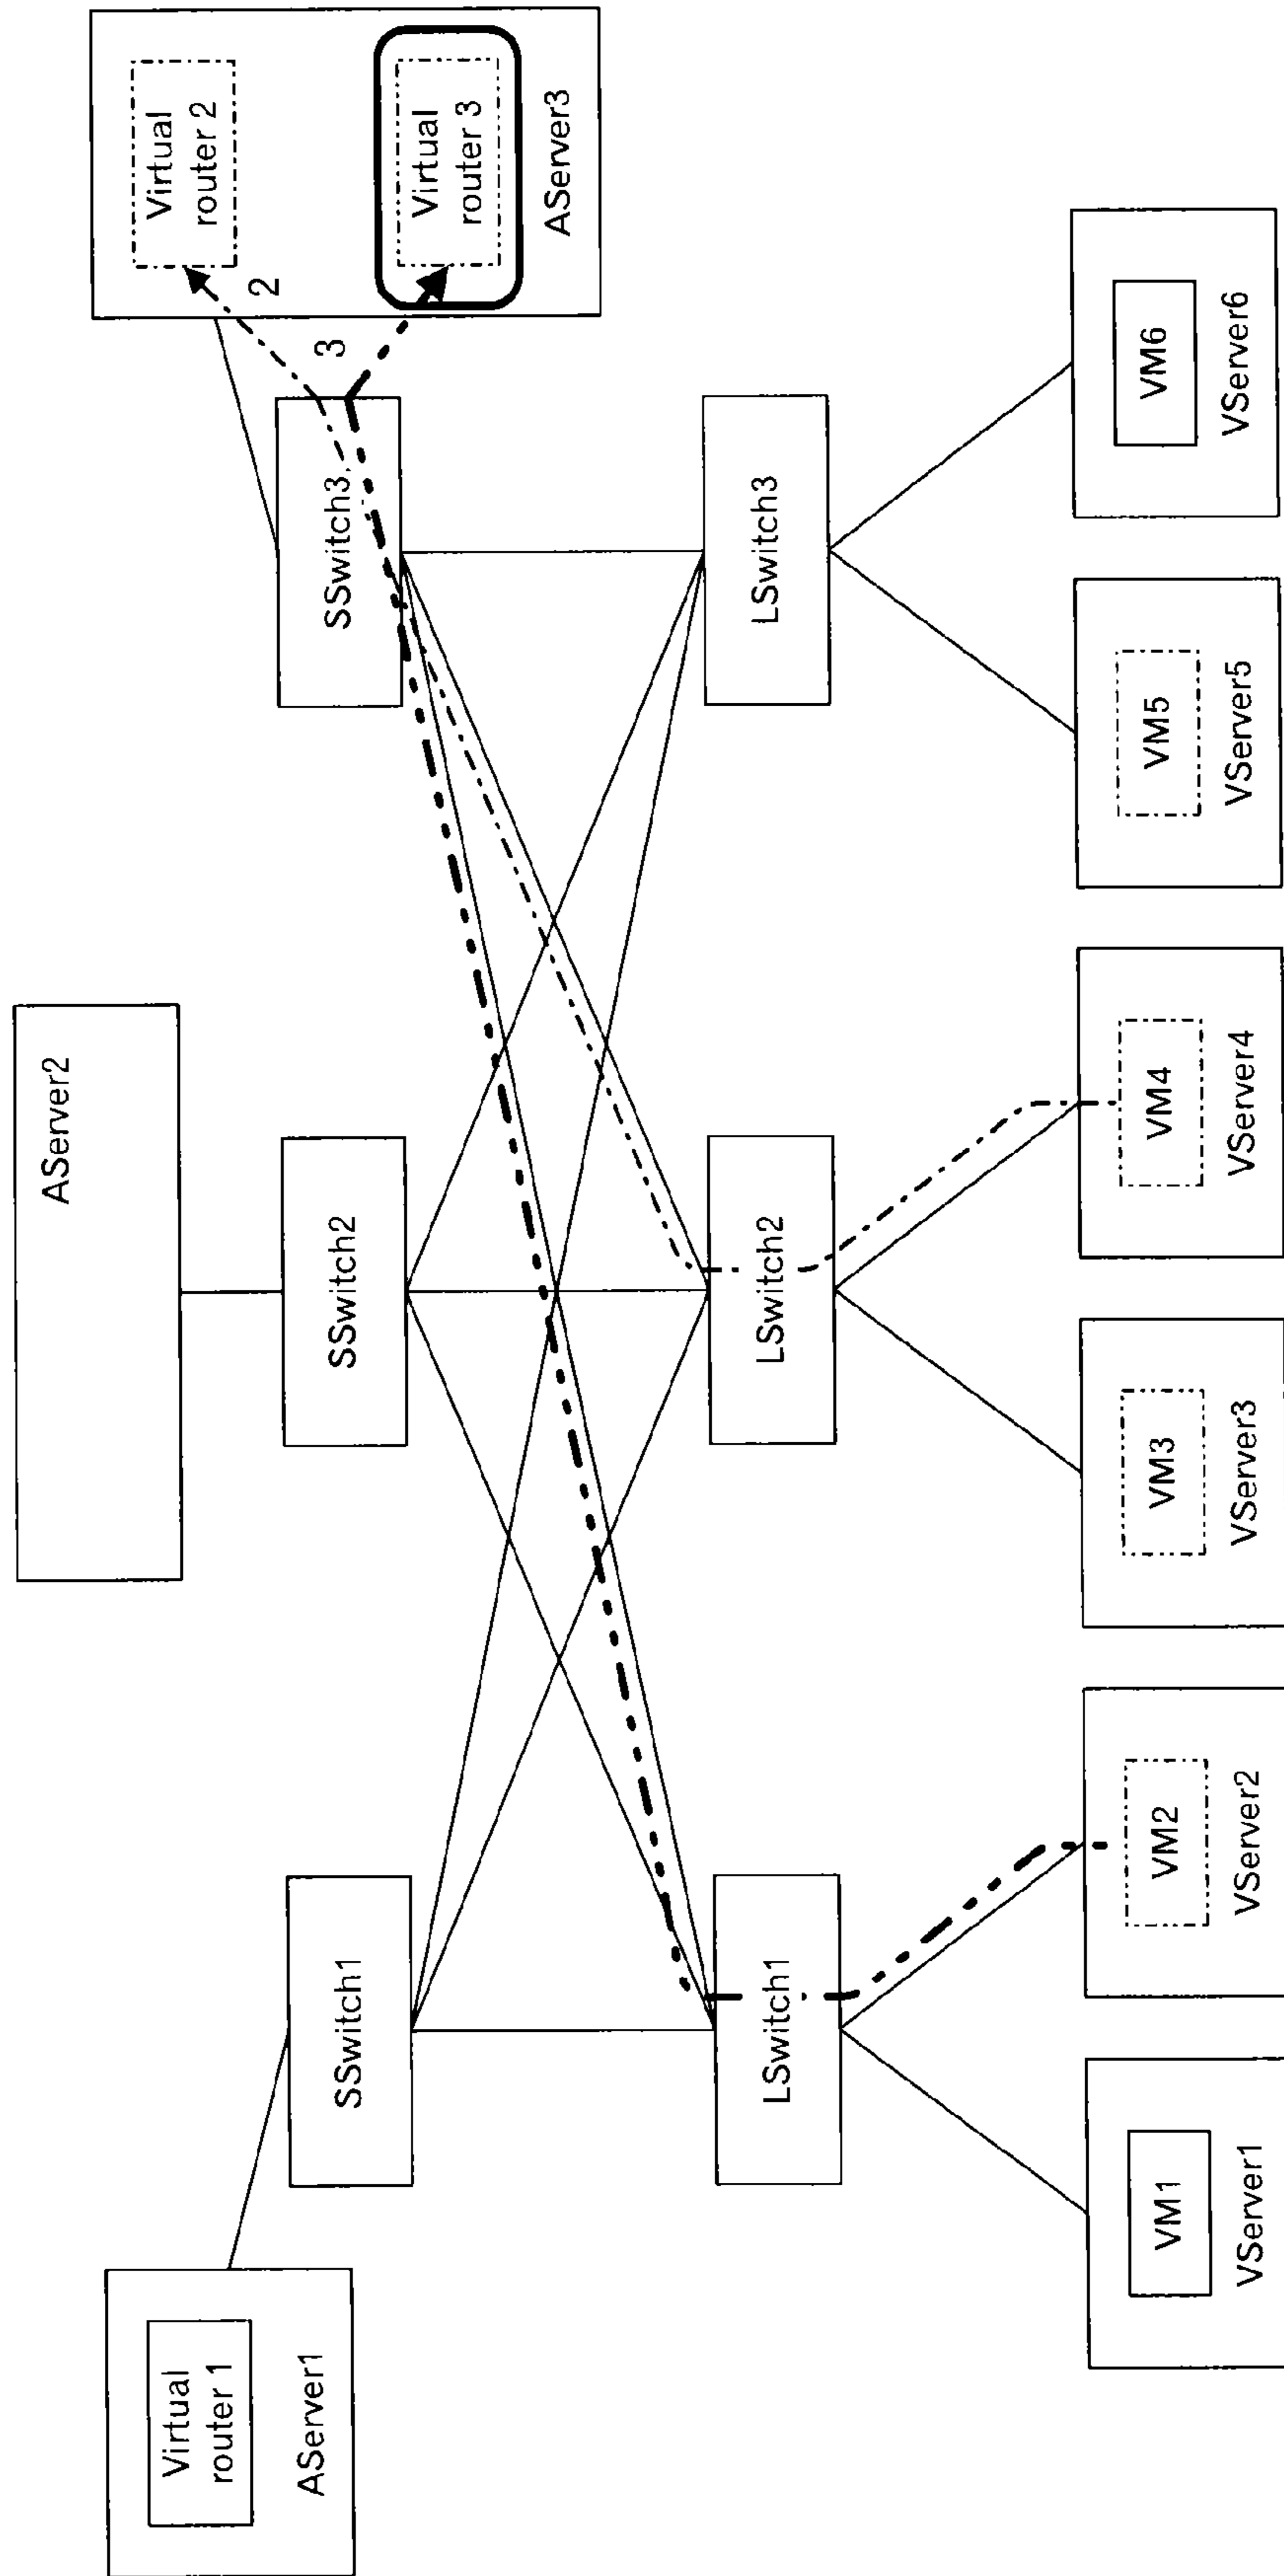 Virtual
router 1
AServer1
AServer2
Virtual
router 2
Virtual
router 3
AServer3
2
3
SSwitch1
SSwitch2
SSwitch3
LSwitch1
LSwitch2
LSwitch3
VM1
VServer1
VM2
VServer2
VM3
VServer3
VM4
VServer4
VM5
VServer5
VM6
VServer6